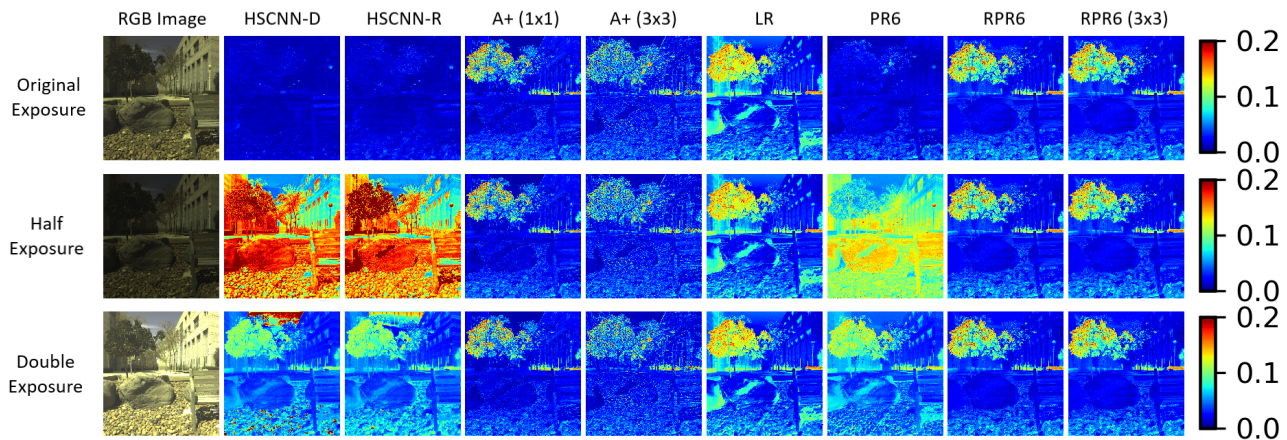 RGB Image HSCNN-D HSCNN-R A+ (1x1) A+ (3x3) LR PR6 RPR6 RPR6 (3x3)
Original
Exposure
0.2
0.1
0.0
Half
Exposure
0.2
0.1
0.0
Double
Exposure
0.2
0.1
0.0